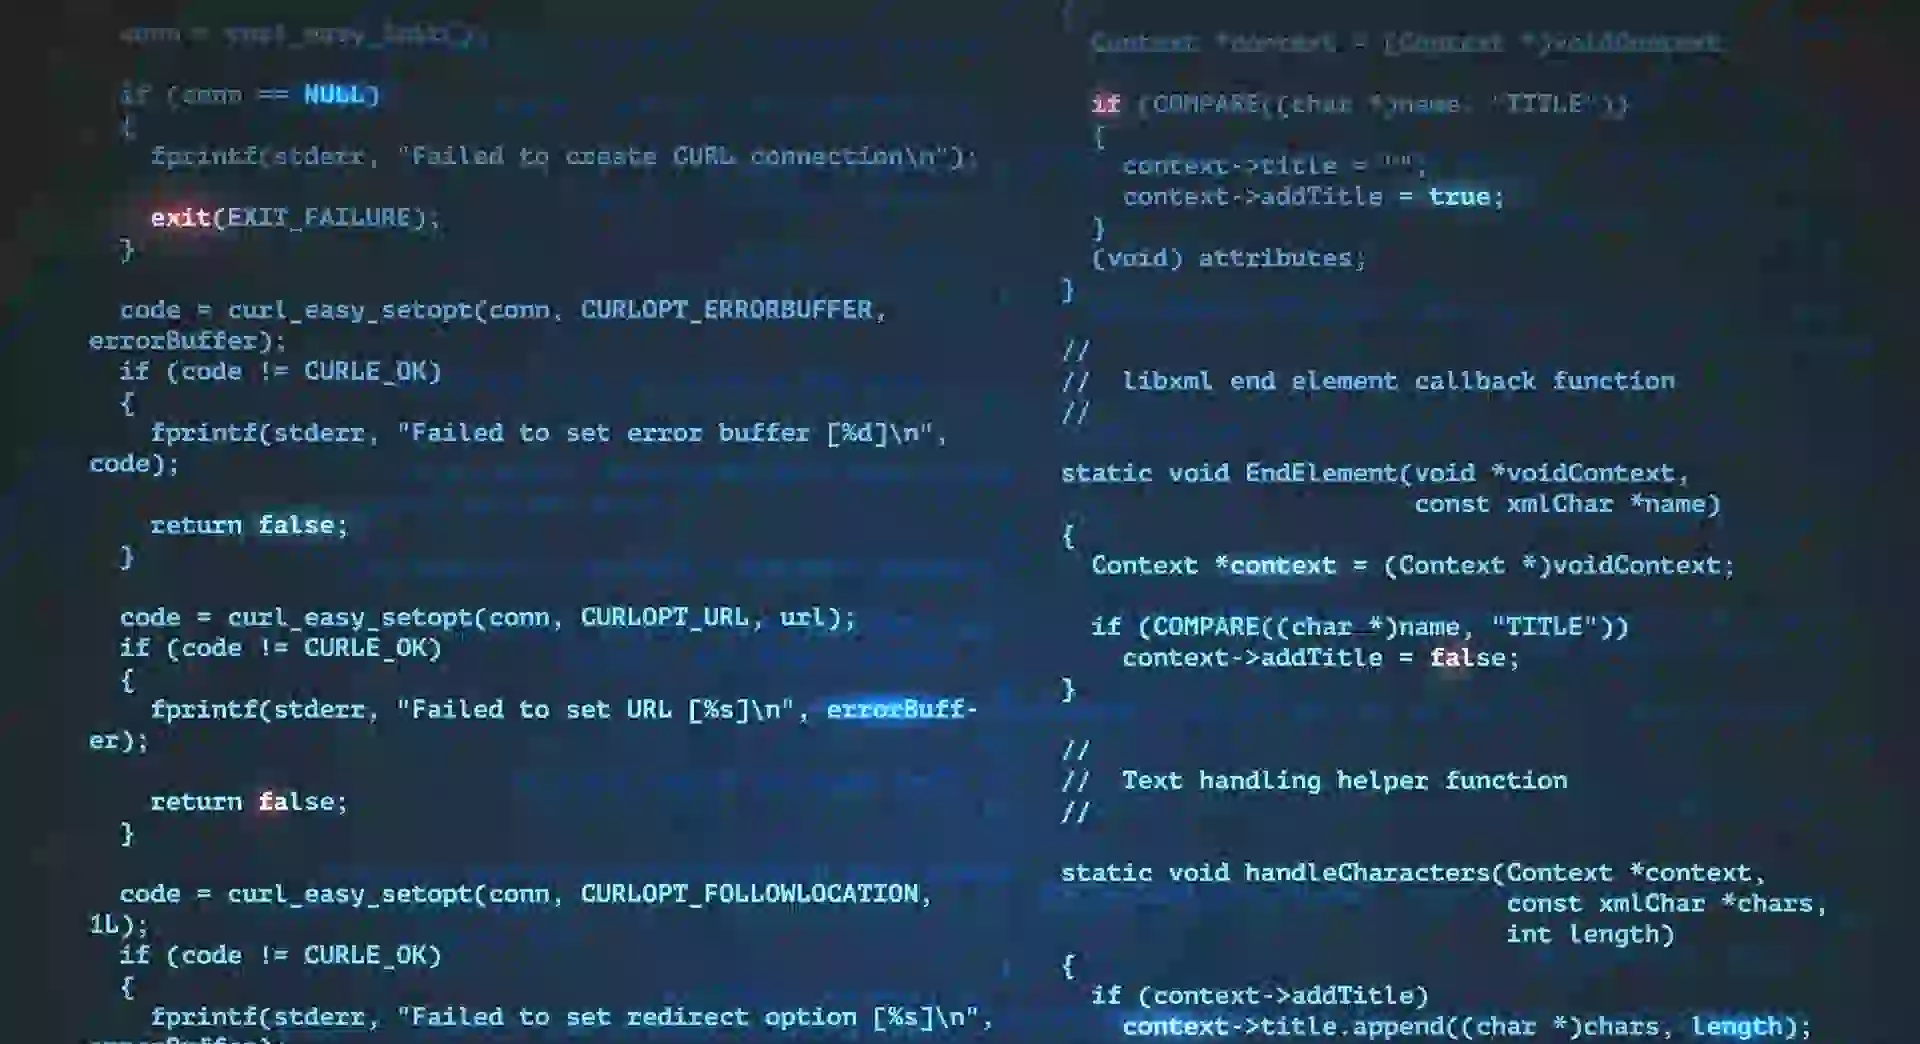 conn = curl_easy_init();
if (conn == NULL)
{
fprintf(stderr, "Failed to create CURL connection\n");
exit(EXIT_FAILURE);
}
code = curl_easy_setopt(conn, CURLOPT_ERRORBUFFER,
errorBuffer);
if (code != CURLE_OK)
{
fprintf(stderr, "Failed to set error buffer [%d]\n",
code);
return false;
}
code = curl_easy_setopt(conn, CURLOPT_URL, url);
if (code != CURLE_OK)
{
fprintf(stderr, "Failed to set URL [%s]\n", errorBuff-
er);
return false;
}
code = curl_easy_setopt(conn, CURLOPT_FOLLOWLOCATION,
1L);
if (code != CURLE_OK)
{
fprintf(stderr, "Failed to set redirect option [%s]\n",
errorBuffer);
{
Context *context = (Context *)voidContext
if (COMPARE((char *)name, "TITLE"))
{
context->title = "";
context->addTitle = true;
}
(void) attributes;
}
//
// libxml end element callback function
//
static void EndElement(void *voidContext,
const xmlChar *name)
{
Context *context = (Context *)voidContext;
if (COMPARE((char *)name, "TITLE"))
context->addTitle = false;
}
//
// Text handling helper function
//
static void handleCharacters(Context *context,
const xmlChar *chars,
int length)
{
if (context->addTitle)
context->title.append((char *)chars, length);